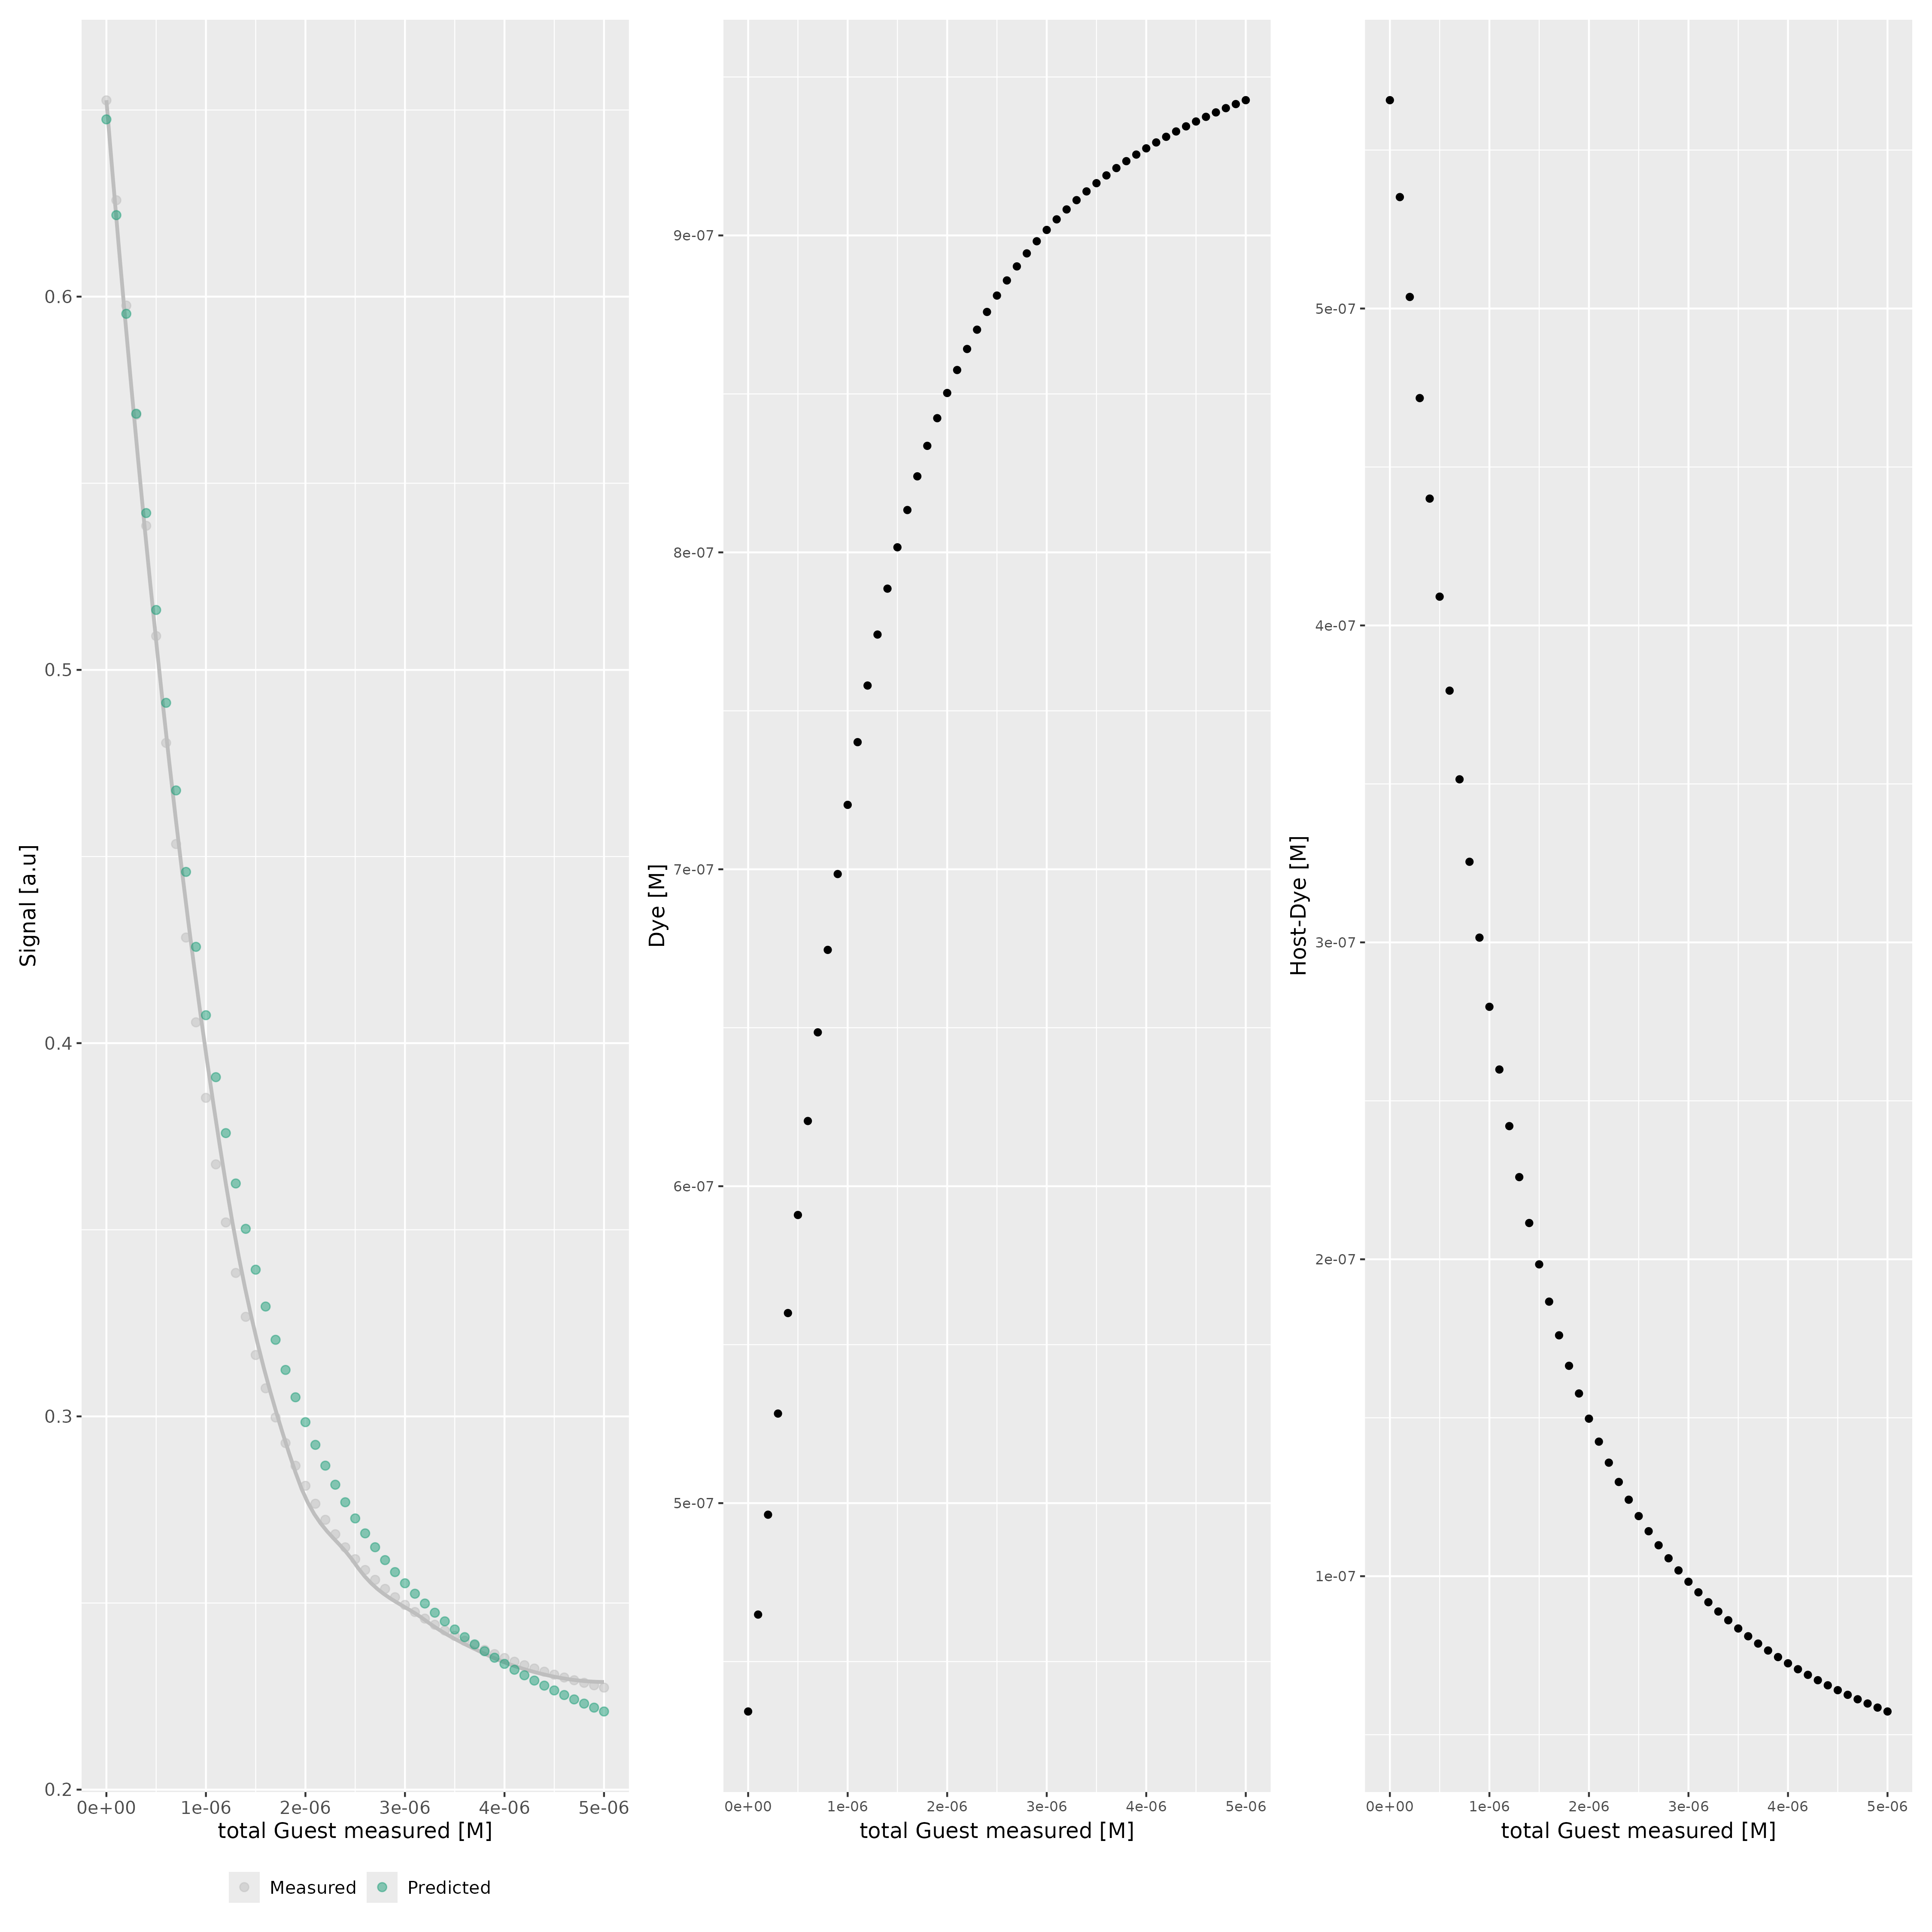 Signal [a.u]
0.6
0.5
0.4
0.3
0.2
0e+00 1e-06 2e-06 3e-06 4e-06 5e-06
total Guest measured [M]
Measured Predicted
Dye [M]
9e-07
8e-07
7e-07
6e-07
5e-07
0e+00 1e-06 2e-06 3e-06 4e-06 5e-06
total Guest measured [M]
Host-Dye [M]
5e-07
4e-07
3e-07
2e-07
1e-07
0e+00 1e-06 2e-06 3e-06 4e-06 5e-06
total Guest measured [M]